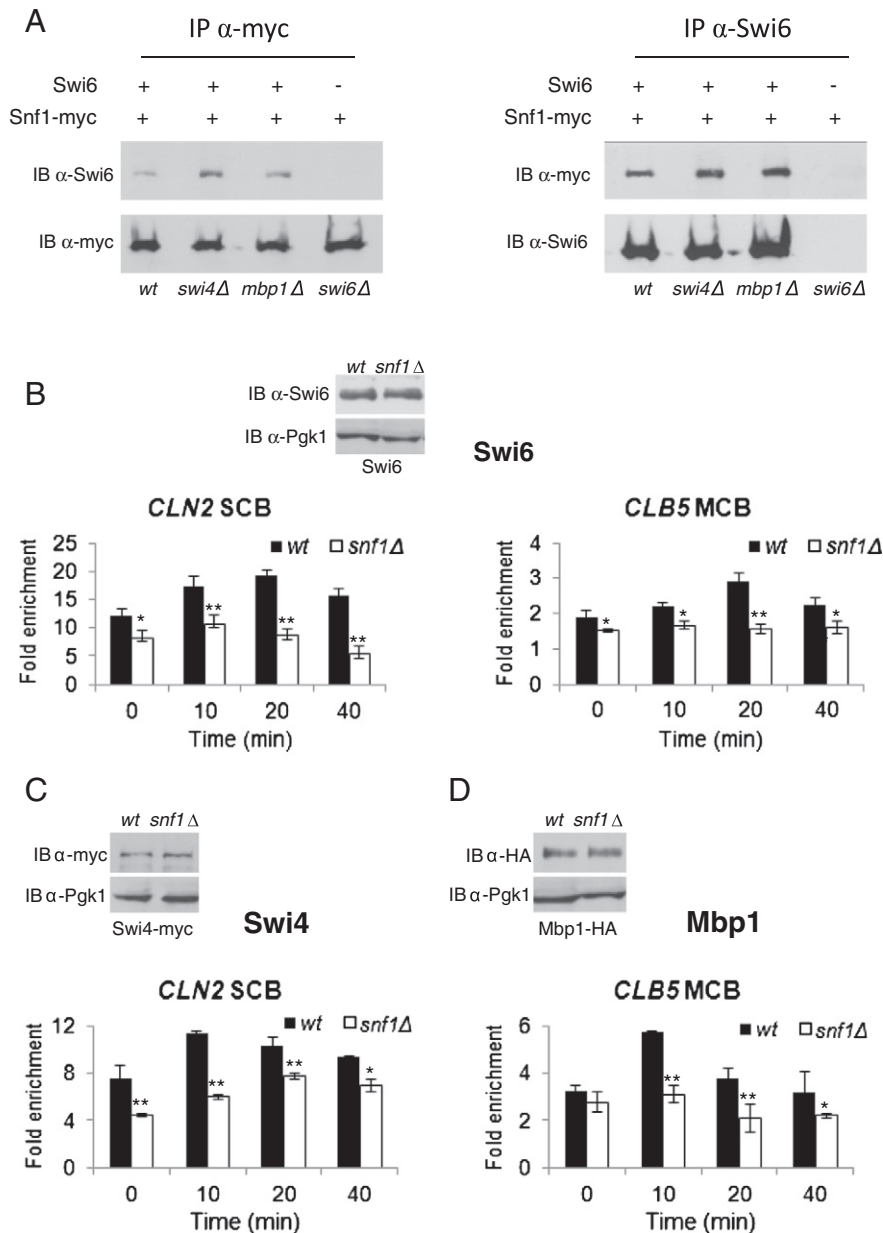 A
IP α-myc
Swi6 + + + -
Snf1-myc + + + +
IB α-Swi6
IB α-myc
wt swi4Δ mbp1Δ swi6Δ
IP α-Swi6
Swi6 + + + -
Snf1-myc + + + +
IB α-myc
IB α-Swi6
wt swi4Δ mbp1Δ swi6Δ
B
wt snf1Δ
IB α-Swi6
IB α-Pgk1
Swi6
Swi6
CLN2 SCB
wt snf1Δ
Fold enrichment
25
20
15
10
5
0
* ** ** **
0 10 20 40
Time (min)
CLB5 MCB
wt snf1Δ
Fold enrichment
4
3
2
1
0
* * ** *
0 10 20 40
Time (min)
C
wt snf1Δ
IB α-myc
IB α-Pgk1
Swi4-myc
Swi4
CLN2 SCB
wt snf1Δ
Fold enrichment
12
8
4
0
** ** ** *
0 10 20 40
Time (min)
D
wt snf1Δ
IB α-HA
IB α-Pgk1
Mbp1-HA
Mbp1
CLB5 MCB
wt snf1Δ
Fold enrichment
6
4
2
0
** ** *
0 10 20 40
Time (min)